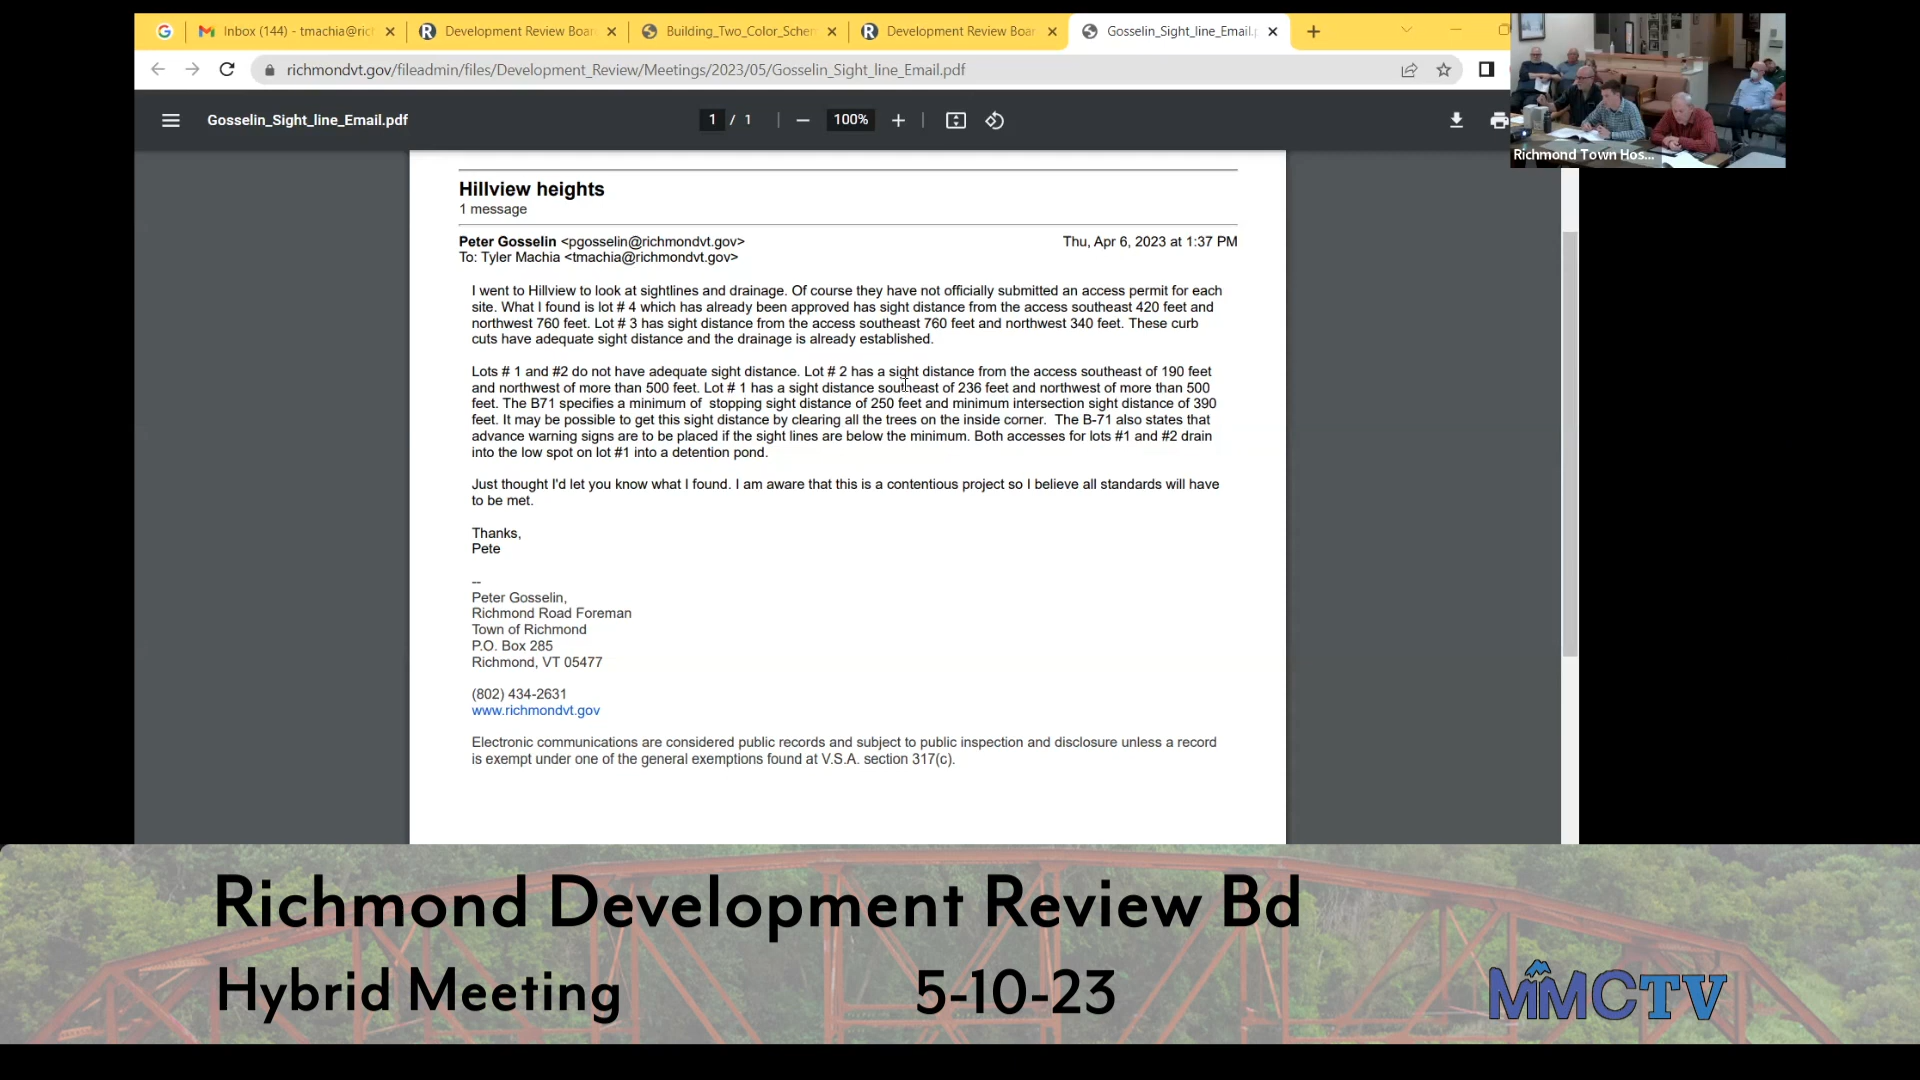 Inbox (144) - tmachia@ric
Development Review Boar
Building_Two_Color_Schem
Development Review Boar
Gosselin_Sight_line_Email.
richmondvt.gov/fileadmin/files/Development_Review/Meetings/2023/05/Gosselin_Sight_line_Email.pdf
Gosselin_Sight_line_Email.pdf
1 / 1
100%
Richmond Town Hos...
Hillview heights
1 message
Peter Gosselin <pgosselin@richmondvt.gov>
Thu, Apr 6, 2023 at 1:37 PM
To: Tyler Machia <tmachia@richmondvt.gov>
I went to Hillview to look at sightlines and drainage. Of course they have not officially submitted an access permit for each
site. What I found is lot # 4 which has already been approved has sight distance from the access southeast 420 feet and
northwest 760 feet. Lot # 3 has sight distance from the access southeast 760 feet and northwest 340 feet. These curb
cuts have adequate sight distance and the drainage is already established.
Lots # 1 and #2 do not have adequate sight distance. Lot # 2 has a sight distance from the access southeast of 190 feet
and northwest of more than 500 feet. Lot # 1 has a sight distance southeast of 236 feet and northwest of more than 500
feet. The B71 specifies a minimum of  stopping sight distance of 250 feet and minimum intersection sight distance of 390
feet. It may be possible to get this sight distance by clearing all the trees on the inside corner.  The B-71 also states that
advance warning signs are to be placed if the sight lines are below the minimum. Both accesses for lots #1 and #2 drain
into the low spot on lot #1 into a detention pond.
Just thought I'd let you know what I found. I am aware that this is a contentious project so I believe all standards will have
to be met.
Thanks,
Pete
--
Peter Gosselin,
Richmond Road Foreman
Town of Richmond
P.O. Box 285
Richmond, VT 05477
(802) 434-2631
www.richmondvt.gov
Electronic communications are considered public records and subject to public inspection and disclosure unless a record
is exempt under one of the general exemptions found at V.S.A. section 317(c).
Richmond Development Review Bd
Hybrid Meeting
5-10-23
MMCTV